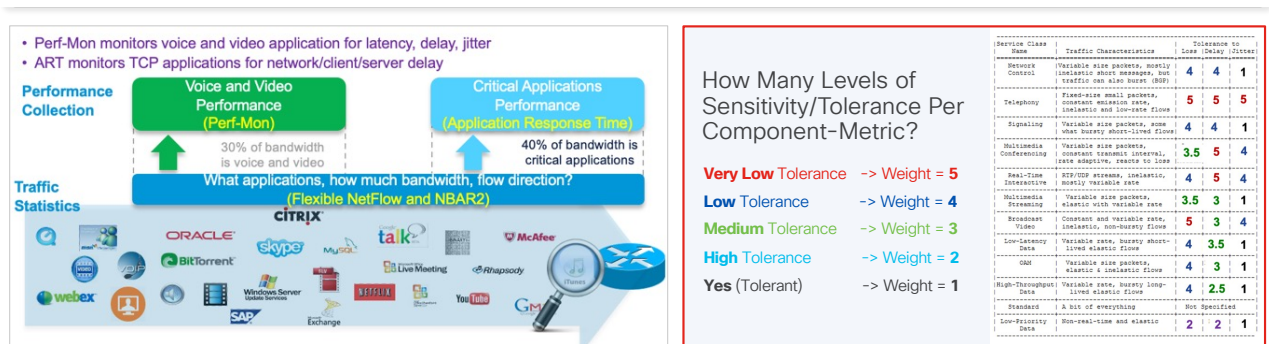 • Perf-Mon monitors voice and video application for latency, delay, jitter
• ART monitors TCP applications for network/client/server delay
Performance
Collection
Voice and Video
Performance
(Perf-Mon)
Critical Applications
Performance
(Application Response Time)
30% of bandwidth
is voice and video
40% of bandwidth is
critical applications
What applications, how much bandwidth, flow direction?
(Flexible NetFlow and NBAR2)
Traffic
Statistics
CITRIX
ORACLE
skype
MySQL
talk
McAfee
BitTorrent
VOIP
Live Meeting
Rhapsody
iTunes
webex
Windows Server
Update Services
NETFLIX
YouTube
SAP
Exchange
How Many Levels of
Sensitivity/Tolerance Per
Component-Metric?
Very Low Tolerance -> Weight = 5
Low Tolerance -> Weight = 4
Medium Tolerance -> Weight = 3
High Tolerance -> Weight = 2
Yes (Tolerant) -> Weight = 1
|Service Class | | Tolerance to |
| Name | Traffic Characteristics | Loss |Delay |Jitter|
Network |Variable size packets, mostly
Control |inelastic short messages, but | 4 | 4 | 1
| traffic can also burst (BGP)
Fixed-size small packets,
Telephony | constant emission rate, | 5 | 5 | 5
inelastic and low-rate flows
Signaling | Variable size packets, some | 4 | 4 | 1
what bursty short-lived flows
Multimedia | Variable size packets,
Conferencing | constant transmit interval, | 3.5 | 5 | 4
|rate adaptive, reacts to loss
Real-Time | RTP/UDP streams, inelastic, | 4 | 5 | 4
Interactive | mostly variable rate
Multimedia | Variable size packets, | 3.5 | 3 | 1
Streaming | elastic with variable rate
Broadcast | Constant and variable rate, | 5 | 3 | 4
Video | inelastic, non-bursty flows
Low-Latency | Variable rate, bursty short- | 4 | 3.5 | 1
Data | lived elastic flows
OAM | Variable size packets, | 4 | 3 | 1
elastic & inelastic flows
|High-Throughput| Variable rate, bursty long- | 4 | 2.5 | 1
Data | lived elastic flows
Standard | A bit of everything | Not Specified
Low-Priority | Non-real-time and elastic | 2 | 2 | 1
Data